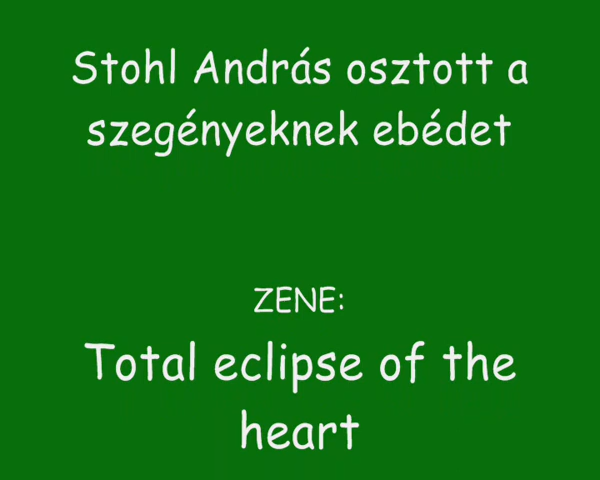 Stohl András osztott a
szegényeknek ebédet
ZENE:
Total eclipse of the
heart